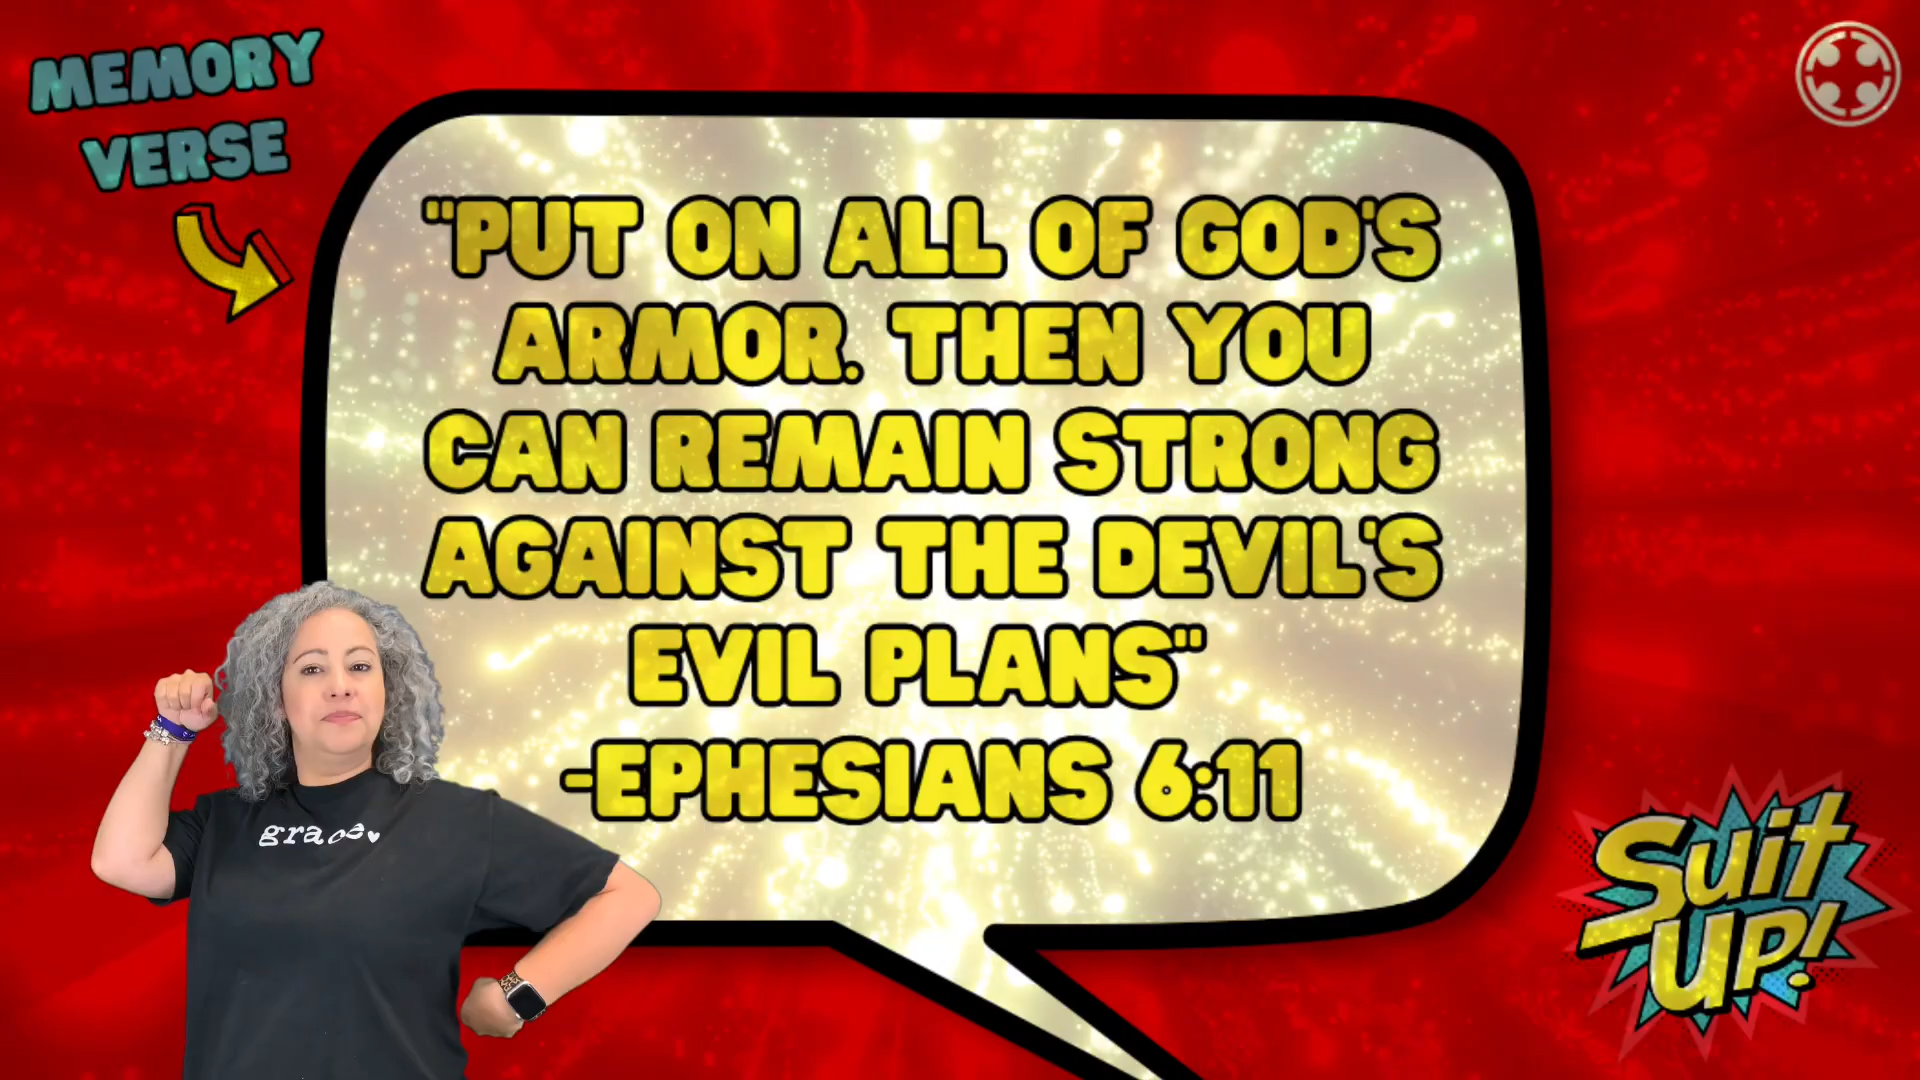 MEMORY
VERSE
"PUT ON ALL OF GOD'S
ARMOR. THEN YOU
CAN REMAIN STRONG
AGAINST THE DEVIL'S
EVIL PLANS"
-EPHESIANS 6:11
grace
Suit
UP!